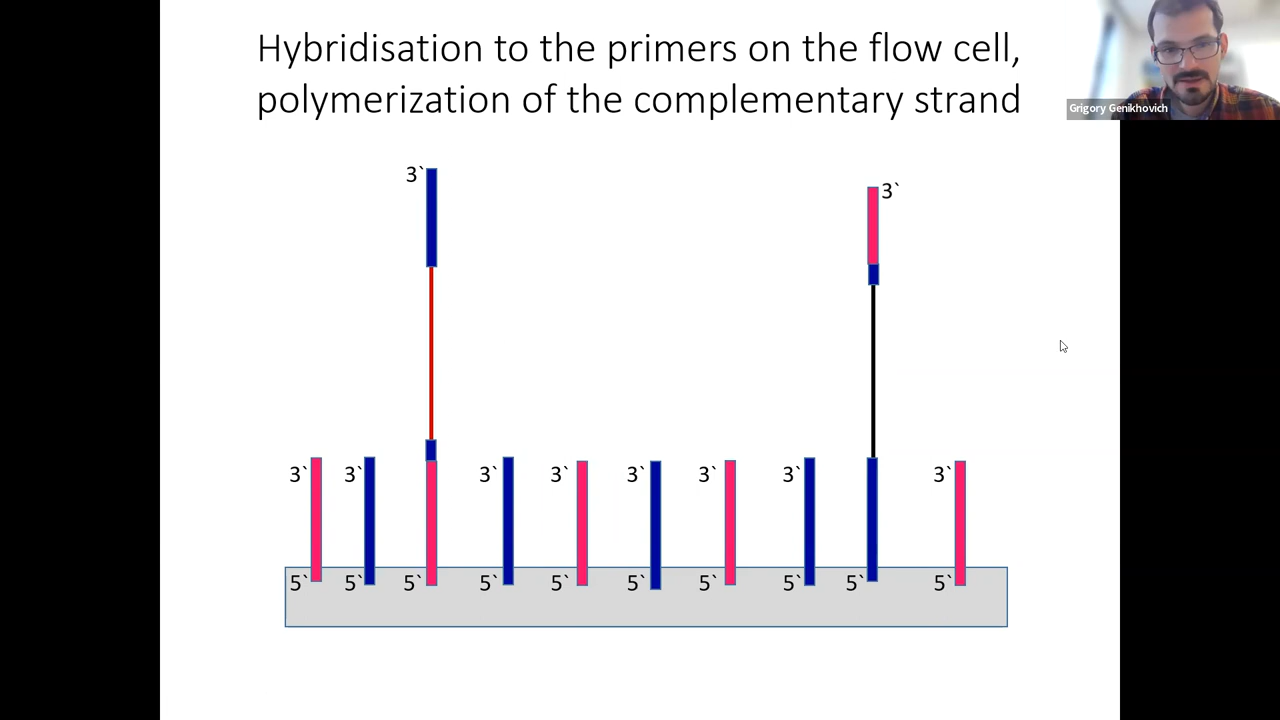 Hybridisation to the primers on the flow cell,
polymerization of the complementary strand
Grigory Genikhovich
3`
3`
3` 3` 3` 3` 3` 3` 3` 3`
5` 5` 5` 5` 5` 5` 5` 5` 5` 5`